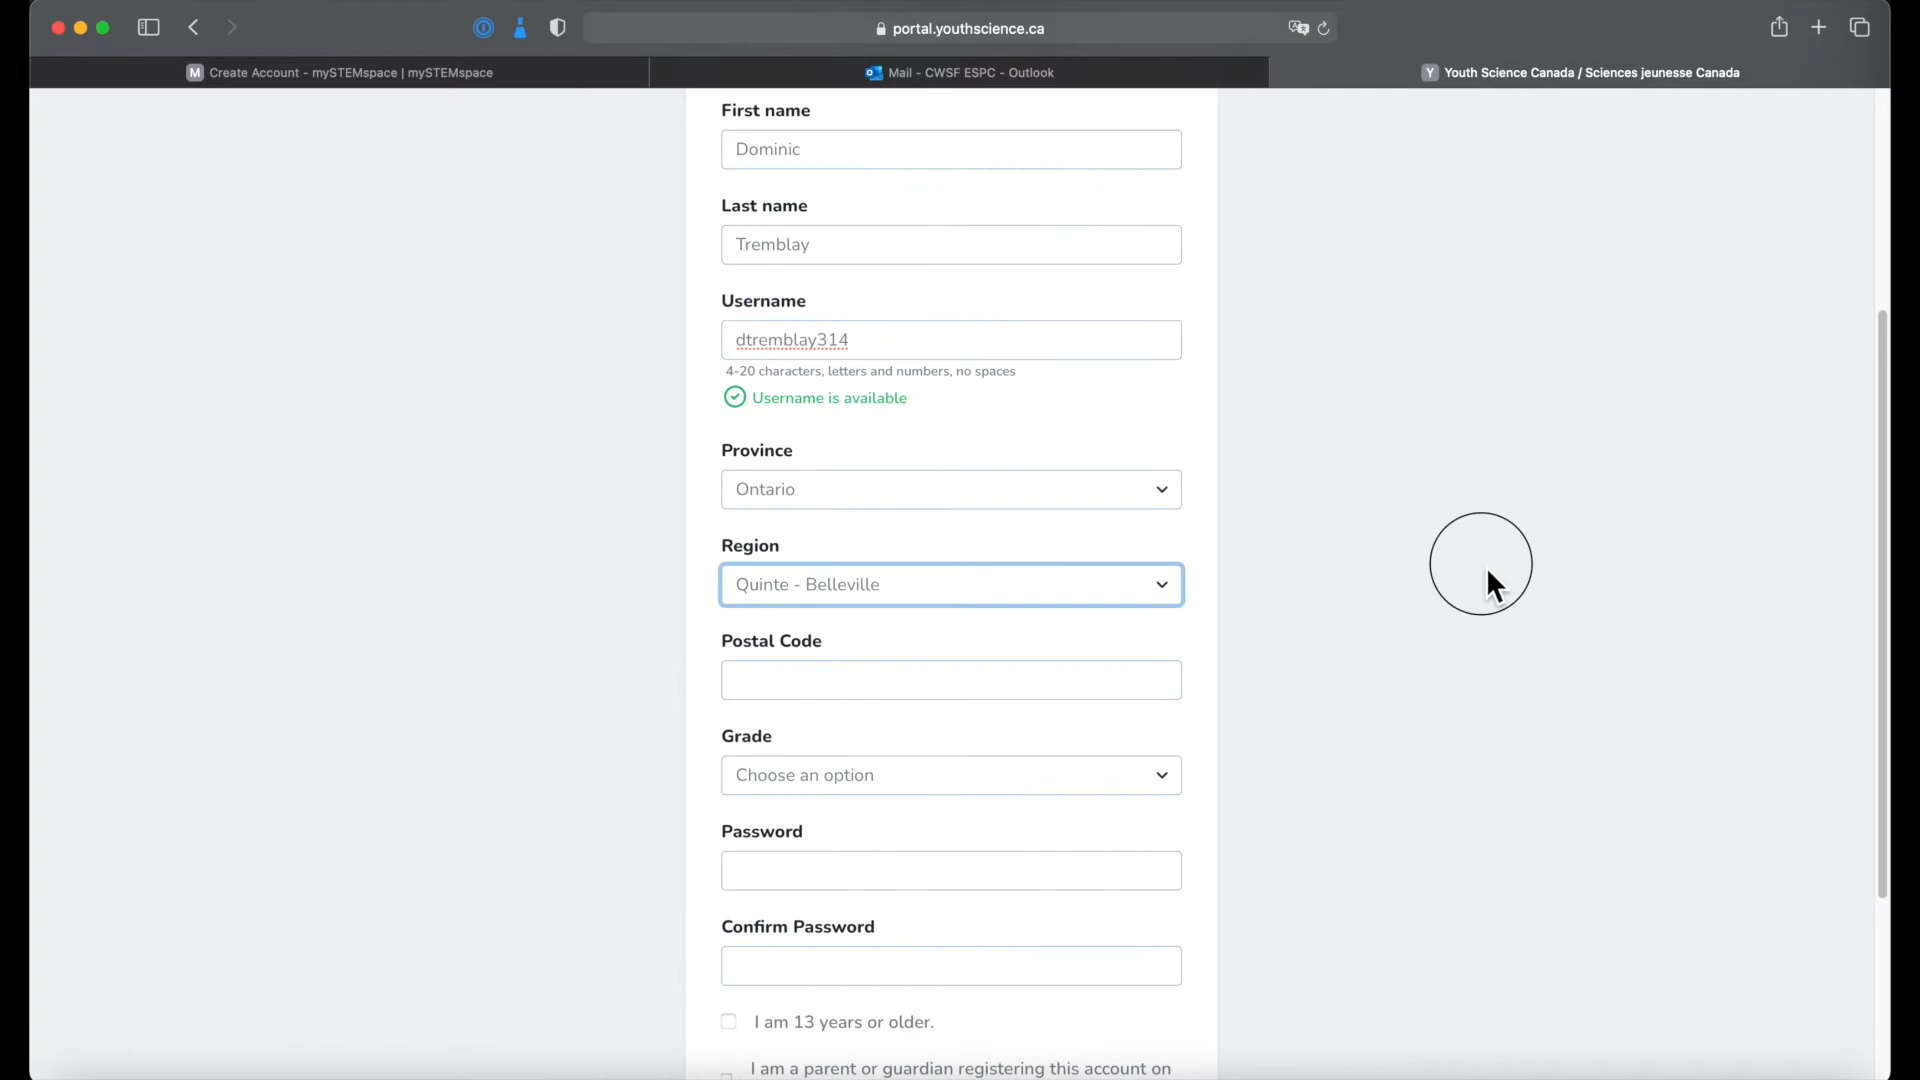 portal.youthscience.ca
M Create Account - mySTEMspace | mySTEMspace
Mail - CWSF ESPC - Outlook
Y Youth Science Canada / Sciences jeunesse Canada
First name
Dominic
Last name
Tremblay
Username
dtremblay314
4-20 characters, letters and numbers, no spaces
Username is available
Province
Ontario
Region
Quinte - Belleville
Postal Code
Grade
Choose an option
Password
Confirm Password
I am 13 years or older.
I am a parent or guardian registering this account on